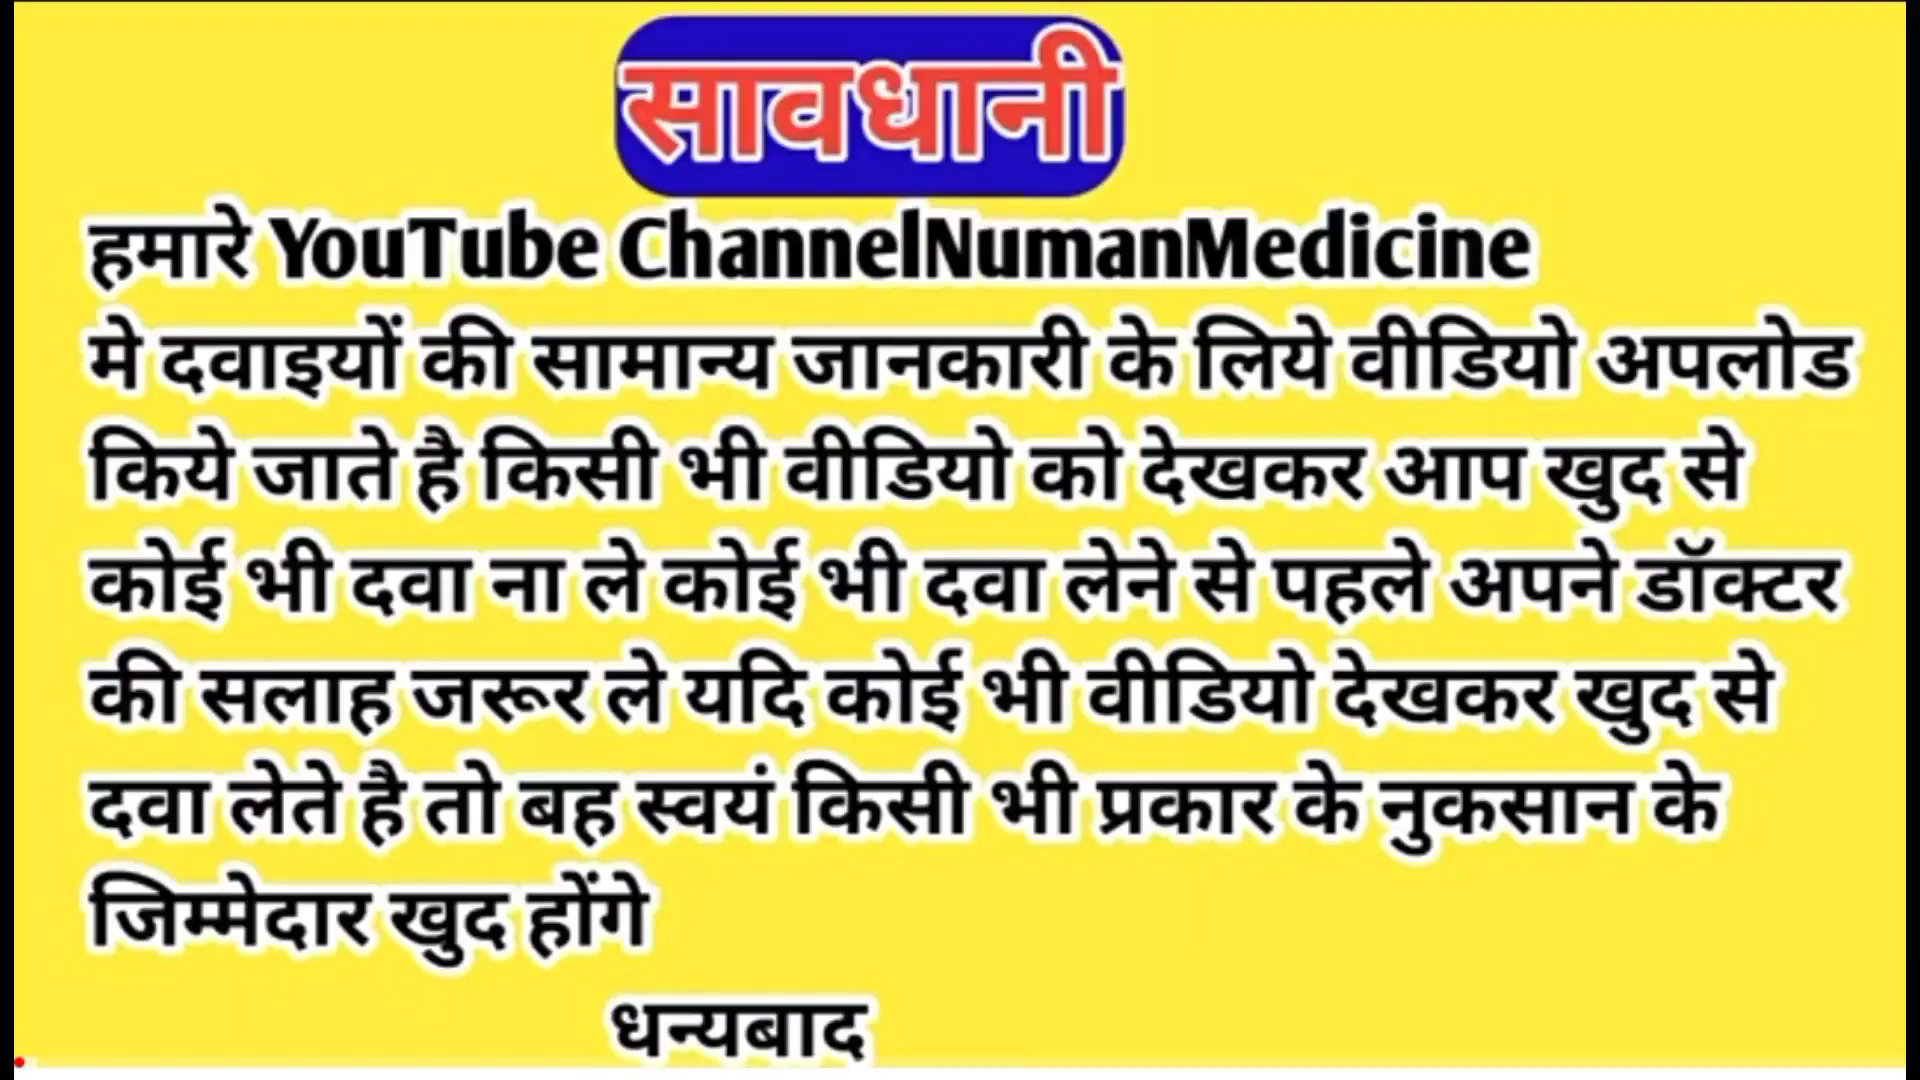 सावधानी
हमारे YouTube ChannelNumanMedicine
मे दवाइयों की सामान्य जानकारी के लिये वीडियो अपलोड
किये जाते है किसी भी वीडियो को देखकर आप खुद से
कोई भी दवा ना ले कोई भी दवा लेने से पहले अपने डॉक्टर
की सलाह जरूर ले यदि कोई भी वीडियो देखकर खुद से
दवा लेते है तो बह स्वयं किसी भी प्रकार के नुकसान के
जिम्मेदार खुद होंगे
धन्यबाद